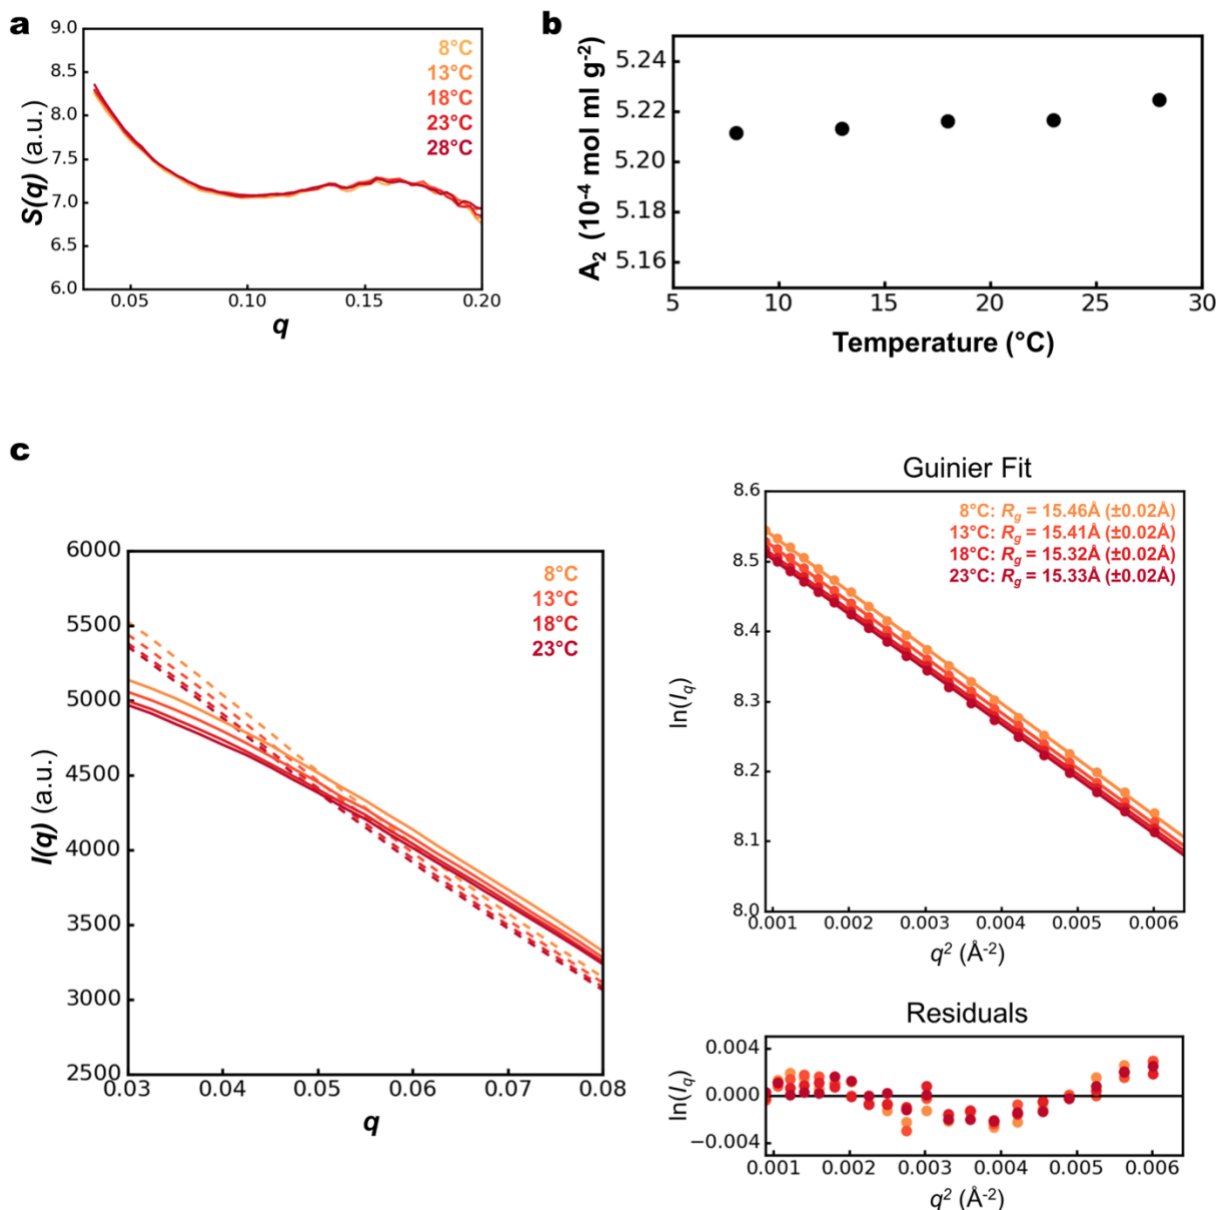 a
9.0
8.5
8.0
7.5
7.0
6.5
6.0
S(q) (a.u.)
8°C
13°C
18°C
23°C
28°C
0.05 0.10 0.15 0.20
q
b
5.24
5.22
5.20
5.18
5.16
A₂ (10⁻⁴ mol ml g⁻²)
5 10 15 20 25 30
Temperature (°C)
c
6000
5500
5000
4500
4000
3500
3000
2500
I(q) (a.u.)
8°C
13°C
18°C
23°C
0.03 0.04 0.05 0.06 0.07 0.08
q
Guinier Fit
8.6
8.5
8.4
8.3
8.2
8.1
8.0
ln(I_q)
8°C: R_g = 15.46Å (±0.02Å)
13°C: R_g = 15.41Å (±0.02Å)
18°C: R_g = 15.32Å (±0.02Å)
23°C: R_g = 15.33Å (±0.02Å)
0.001 0.002 0.003 0.004 0.005 0.006
q² (Å⁻²)
Residuals
0.004
0.000
−0.004
ln(I_q)
0.001 0.002 0.003 0.004 0.005 0.006
q² (Å⁻²)